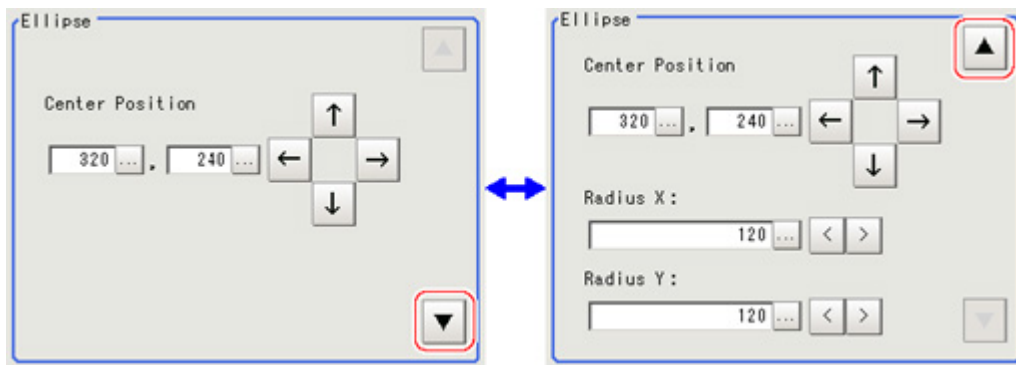 Ellipse
Center Position
320 ... , 240 ...
Ellipse
Center Position
320 ... , 240 ...
Radius X:
120 ... < >
Radius Y:
120 ... < >